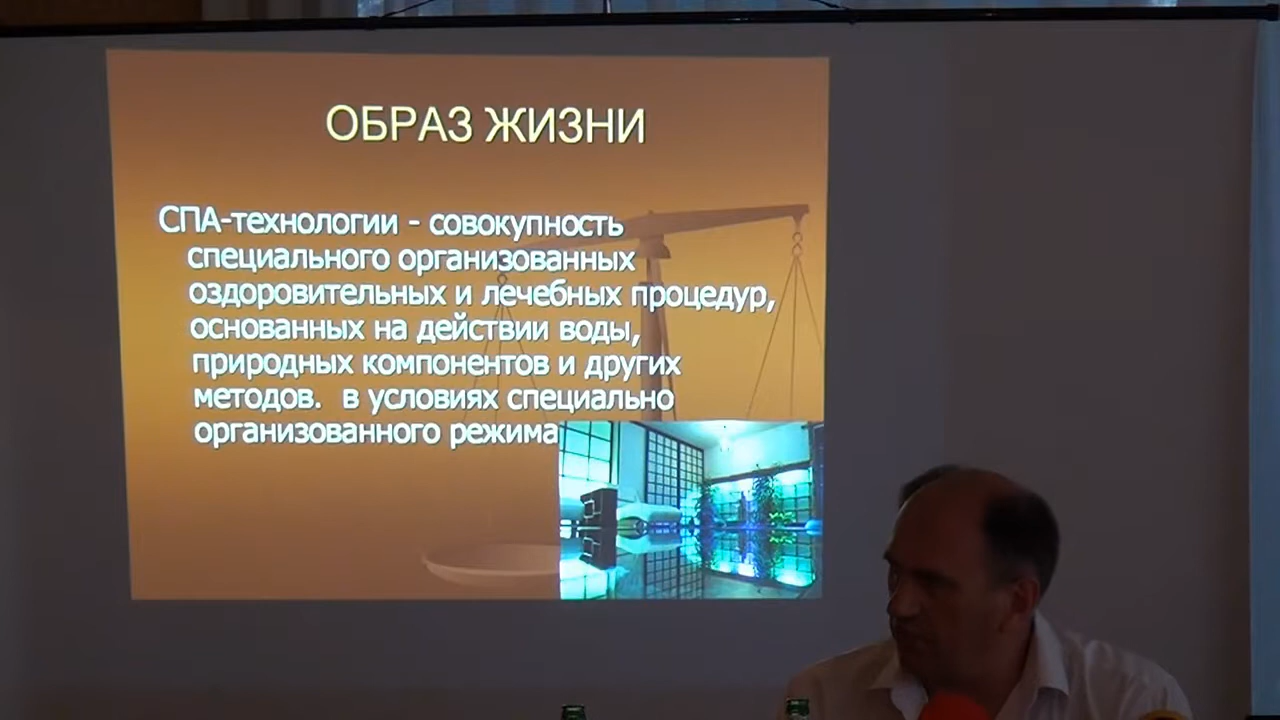 ОБРАЗ ЖИЗНИ
СПА-технологии - совокупность
специального организованных
оздоровительных и лечебных процедур,
основанных на действии воды,
природных компонентов и других
методов.  в условиях специально
организованного режима